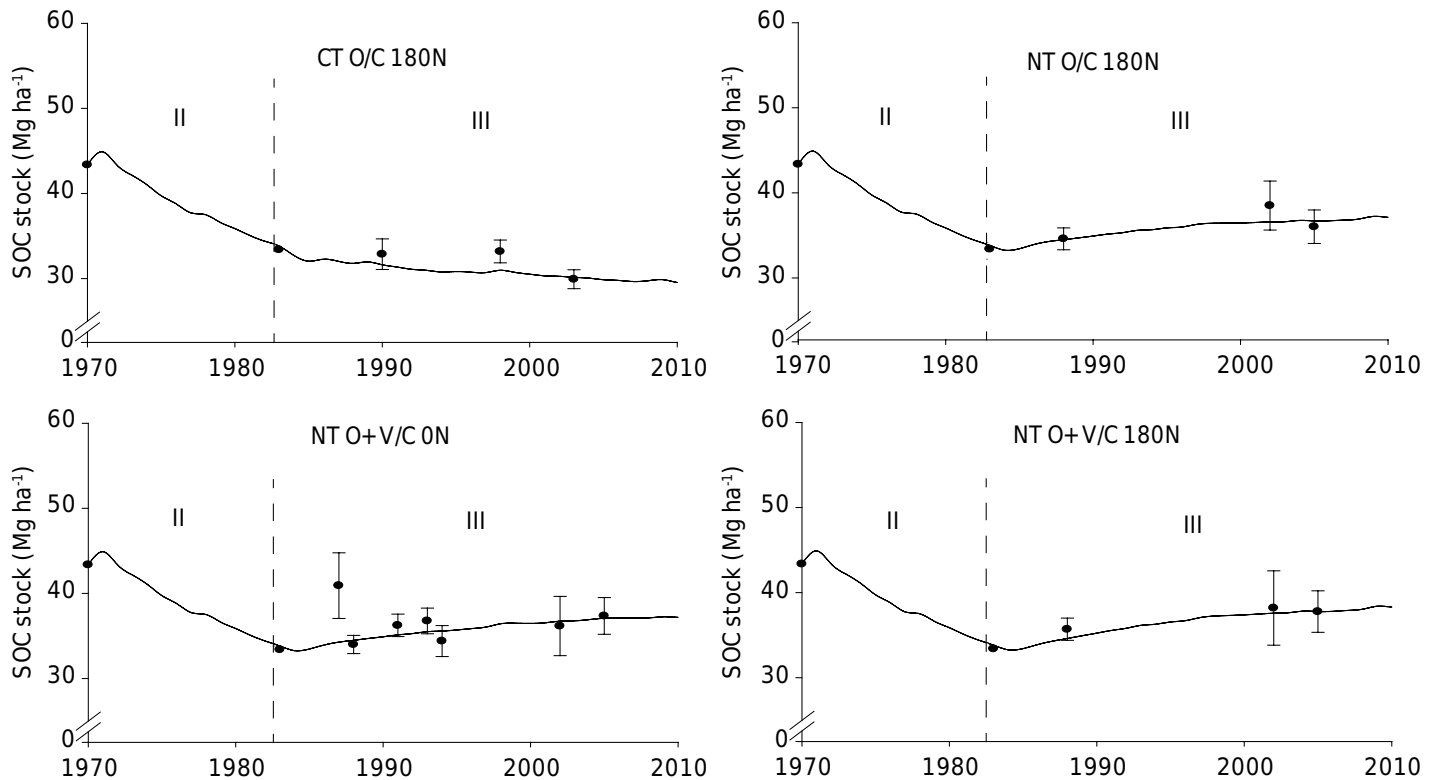 CT O/C 180N
SOC stock (Mg ha-1)
60
50
40
30
0
II
III
1970
1980
1990
2000
2010
NT O/C 180N
SOC stock (Mg ha-1)
60
50
40
30
0
II
III
1970
1980
1990
2000
2010
NT O+V/C 0N
SOC stock (Mg ha-1)
60
50
40
30
0
II
III
1970
1980
1990
2000
2010
NT O+V/C 180N
SOC stock (Mg ha-1)
60
50
40
30
0
II
III
1970
1980
1990
2000
2010